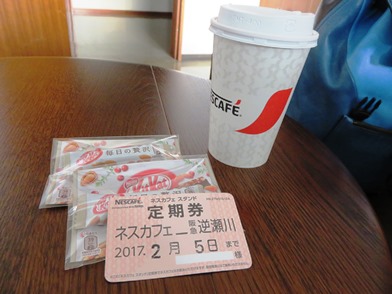 NESCAFÉ
毎日の贅沢
KitKat
NESCAFÉ
ネスカフェ スタンド
定期券
ネスカフェ ― 阪急 逆瀬川
2017. 2月 5日まで
様